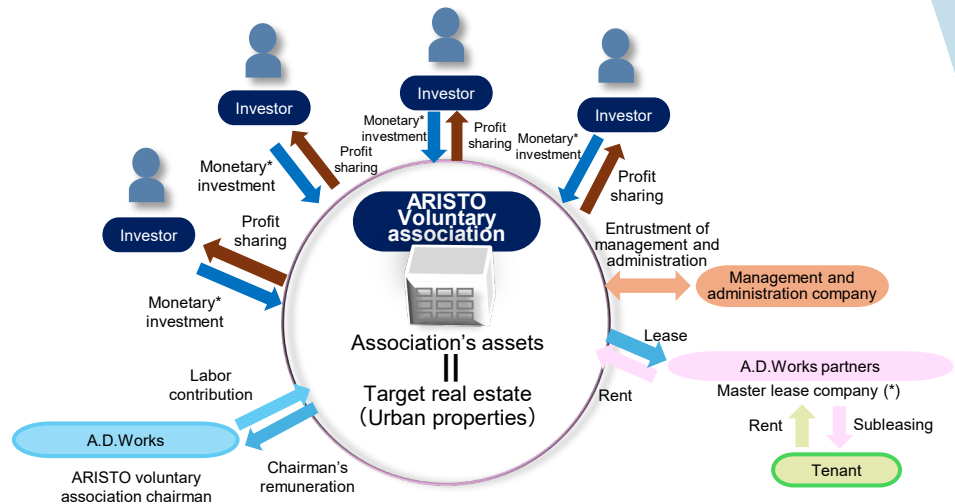 Investor
Monetary*
investment
Profit
sharing
Investor
Monetary*
investment
Profit
sharing
Investor
Monetary*
investment
Profit
sharing
Investor
Monetary*
investment
Profit
sharing
ARISTO
Voluntary
association
Association's assets
Target real estate
(Urban properties)
Entrustment of
management and
administration
Management and
administration company
Lease
Rent
A.D.Works partners
Master lease company (*)
Rent
Subleasing
Tenant
Labor
contribution
A.D.Works
ARISTO voluntary
association chairman
Chairman's
remuneration